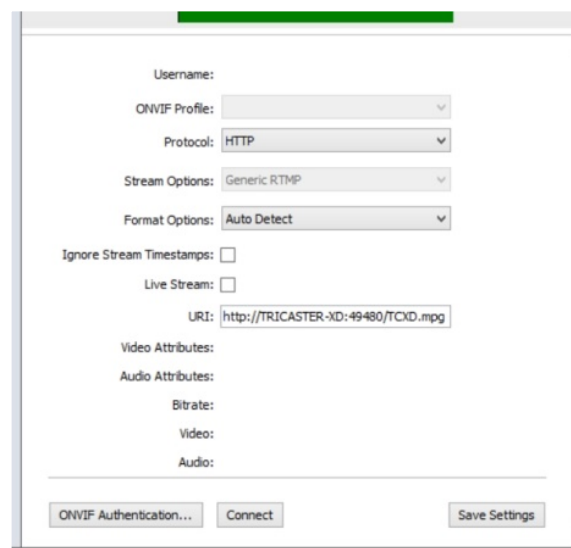 Username:
ONVIF Profile:
Protocol: HTTP
Stream Options: Generic RTMP
Format Options: Auto Detect
Ignore Stream Timestamps:
Live Stream:
URI: http://TRICASTER-XD:49480/TCXD.mpg
Video Attributes:
Audio Attributes:
Bitrate:
Video:
Audio:
ONVIF Authentication... Connect Save Settings